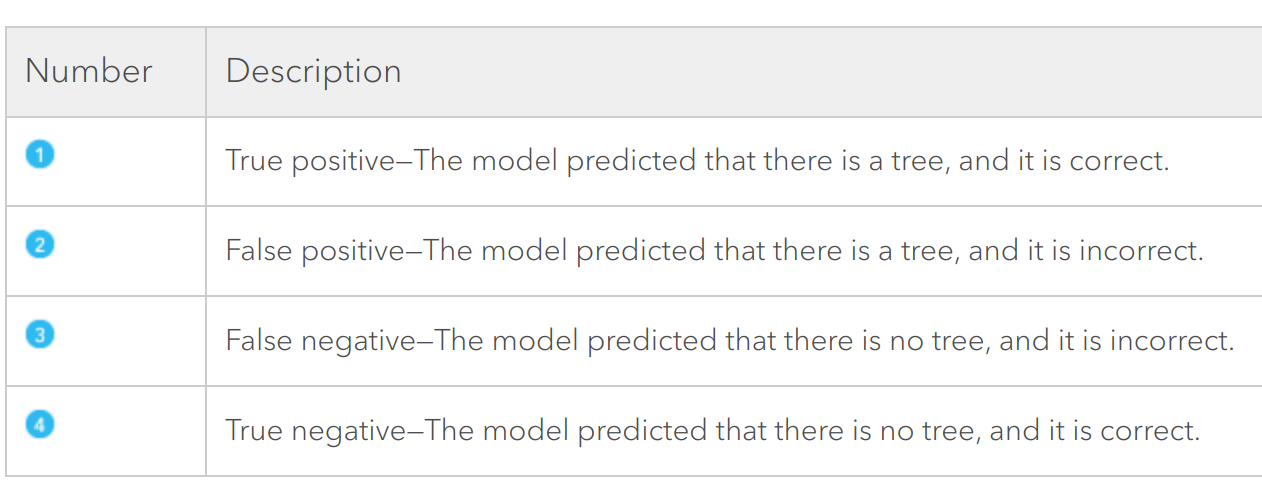 Number Description
1 True positive—The model predicted that there is a tree, and it is correct.
2 False positive—The model predicted that there is a tree, and it is incorrect.
3 False negative—The model predicted that there is no tree, and it is incorrect.
4 True negative—The model predicted that there is no tree, and it is correct.